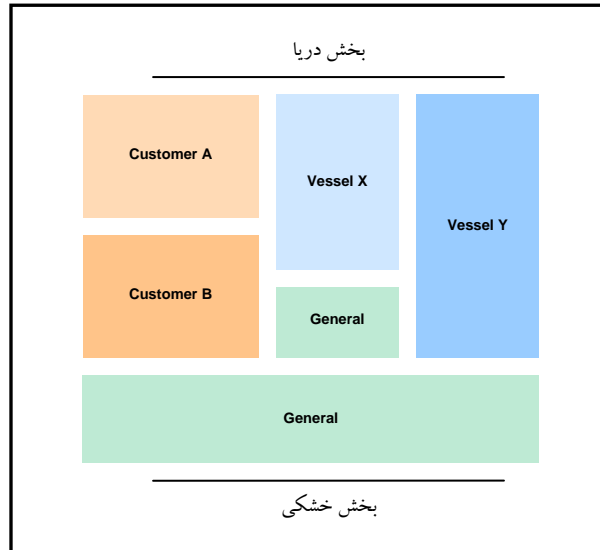 بخش دریا
Customer A
Vessel X
Vessel Y
Customer B
General
General
بخش خشکی